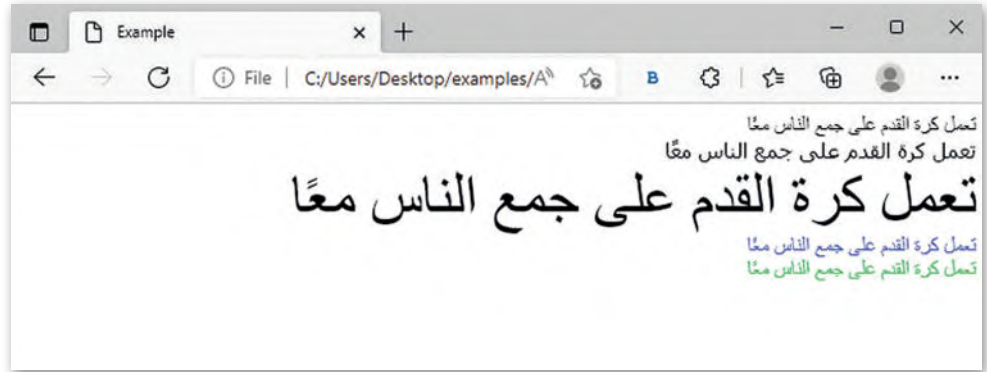 Example
File | C:/Users/Desktop/examples/
تعمل كرة القدم على جمع الناس معًا
تعمل كرة القدم على جمع الناس معًا
تعمل كرة القدم على جمع الناس معًا
تعمل كرة القدم على جمع الناس معًا
تعمل كرة القدم على جمع الناس معًا